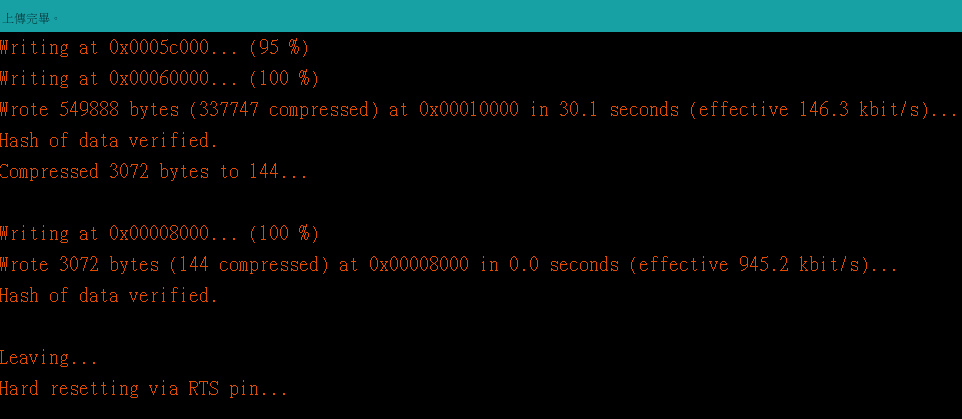 上傳完畢。
Writing at 0x0005c000... (95 %)
Writing at 0x00060000... (100 %)
Wrote 549888 bytes (337747 compressed) at 0x00010000 in 30.1 seconds (effective 146.3 kbit/s)...
Hash of data verified.
Compressed 3072 bytes to 144...
Writing at 0x00008000... (100 %)
Wrote 3072 bytes (144 compressed) at 0x00008000 in 0.0 seconds (effective 945.2 kbit/s)...
Hash of data verified.
Leaving...
Hard resetting via RTS pin...